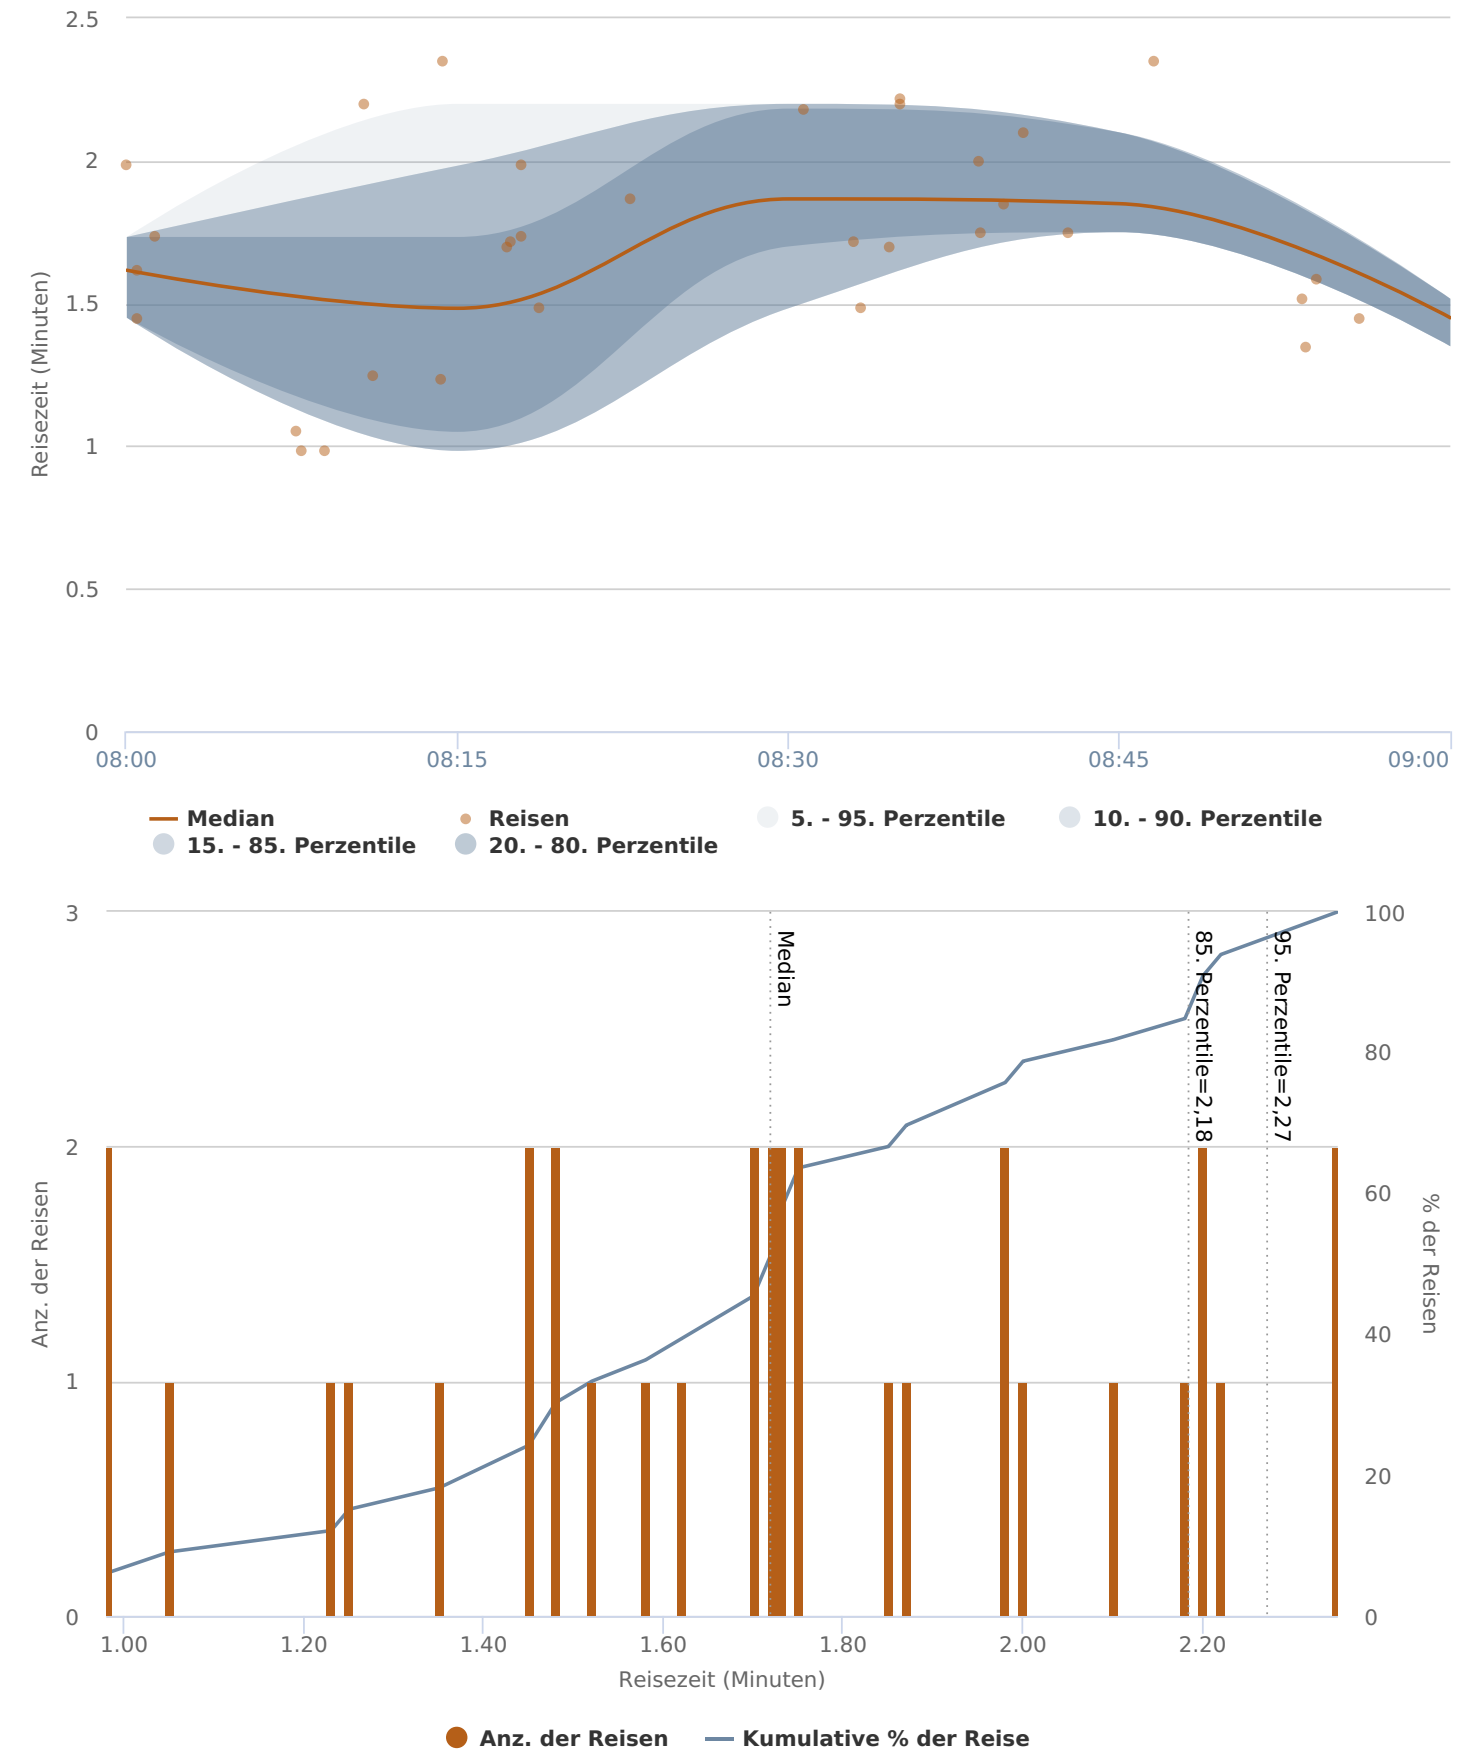 2.5
2
1.5
1
0.5
0
Reisezeit (Minuten)
08:00 08:15 08:30 08:45 09:00
Median Reisen 5. - 95. Perzentile 10. - 90. Perzentile
15. - 85. Perzentile 20. - 80. Perzentile
3
2
1
0
Anz. der Reisen
Median
85. Perzentile=2,18
95. Perzentile=2,27
100
80
60
40
20
0
% der Reisen
1.00 1.20 1.40 1.60 1.80 2.00 2.20
Reisezeit (Minuten)
Anz. der Reisen Kumulative % der Reise